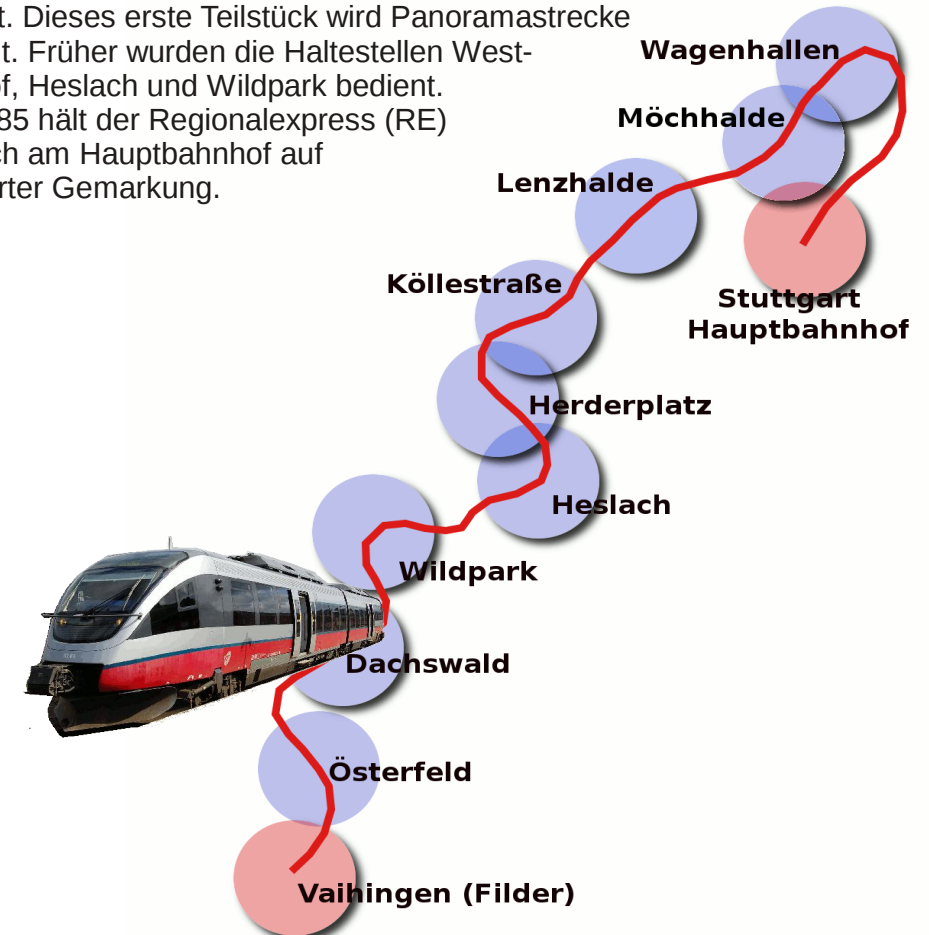 t. Dieses erste Teilstück wird Panoramastrecke
t. Früher wurden die Haltestellen West-
f, Heslach und Wildpark bedient.
85 hält der Regionalexpress (RE)
ch am Hauptbahnhof auf
rter Gemarkung.
Wagenhallen
Möchhalde
Lenzhalde
Köllestraße
Stuttgart
Hauptbahnhof
Herderplatz
Heslach
Wildpark
Dachswald
Österfeld
Vaihingen (Filder)